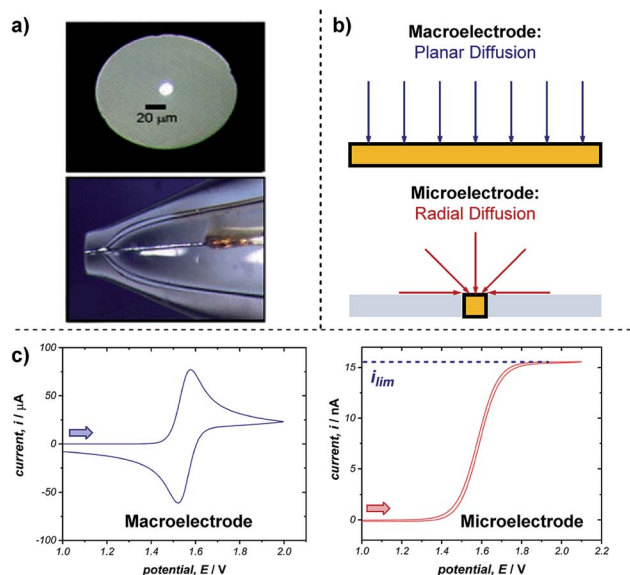 a)
20 μm
b)
Macroelectrode:
Planar Diffusion
Microelectrode:
Radial Diffusion
c)
100
50
0
-50
-100
1.0 1.2 1.4 1.6 1.8 2.0
current, i / μA
potential, E / V
Macroelectrode
15
10
5
0
1.0 1.2 1.4 1.6 1.8 2.0 2.2
current, i / nA
potential, E / V
i_lim
Microelectrode